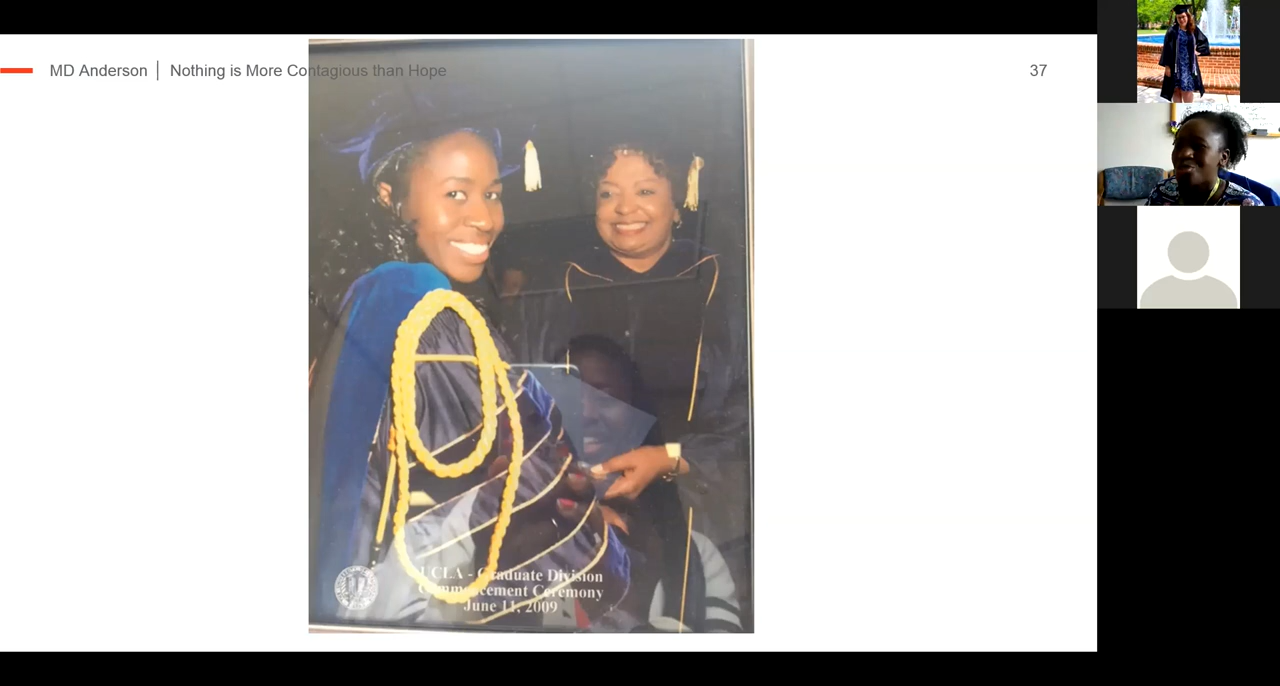 MD Anderson | Nothing is More Contagious than Hope
37
UCLA - Graduate Division
Commencement Ceremony
June 11, 2009